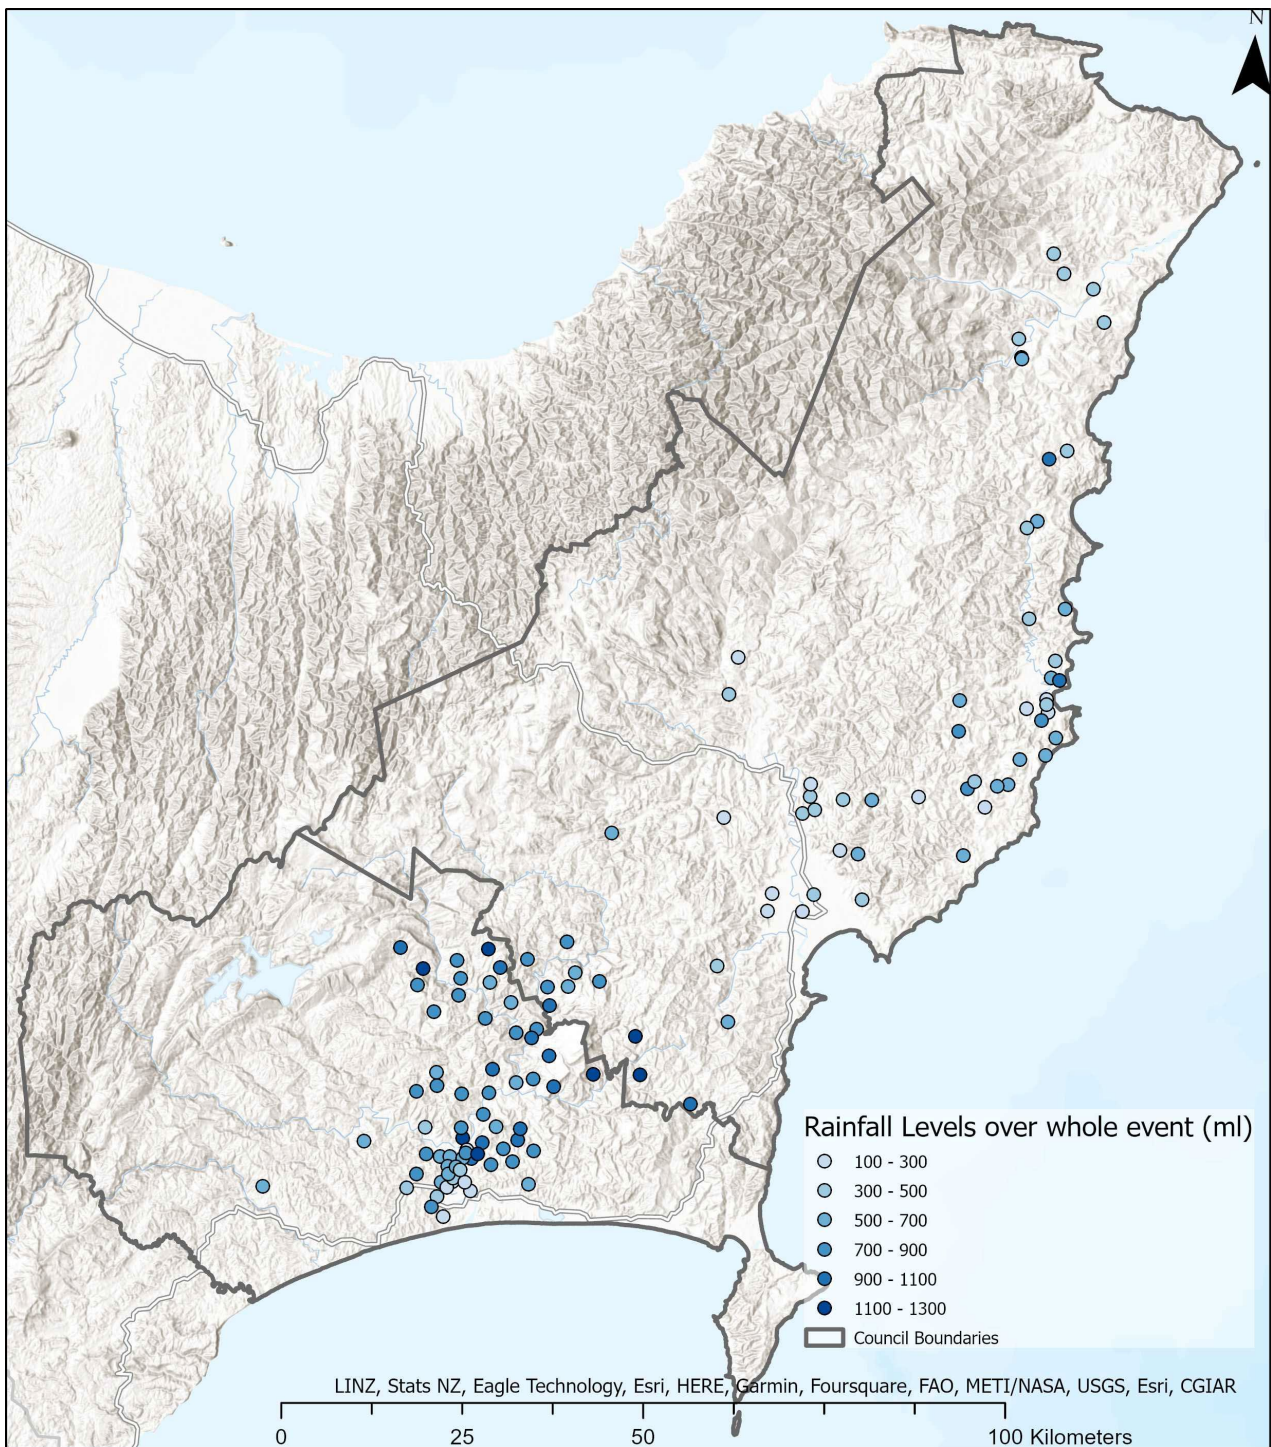 N
Rainfall Levels over whole event (ml)
100 - 300
300 - 500
500 - 700
700 - 900
900 - 1100
1100 - 1300
Council Boundaries
LINZ, Stats NZ, Eagle Technology, Esri, HERE, Garmin, Foursquare, FAO, METI/NASA, USGS, Esri, CGIAR
0 25 50 100 Kilometers